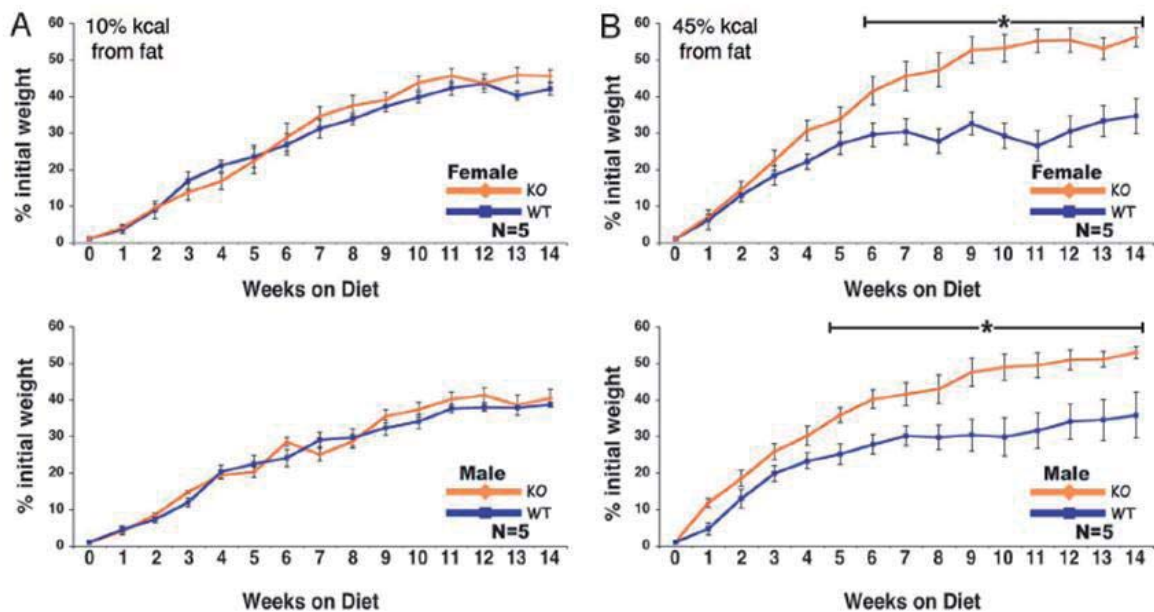 A
10% kcal
from fat
% initial weight
60
50
40
30
20
10
0
Female
KO
WT
N=5
0 1 2 3 4 5 6 7 8 9 10 11 12 13 14
Weeks on Diet
B
45% kcal
from fat
*
% initial weight
60
50
40
30
20
10
0
Female
KO
WT
N=5
0 1 2 3 4 5 6 7 8 9 10 11 12 13 14
Weeks on Diet
% initial weight
60
50
40
30
20
10
0
Male
KO
WT
N=5
0 1 2 3 4 5 6 7 8 9 10 11 12 13 14
Weeks on Diet
*
% initial weight
60
50
40
30
20
10
0
Male
KO
WT
N=5
0 1 2 3 4 5 6 7 8 9 10 11 12 13 14
Weeks on Diet